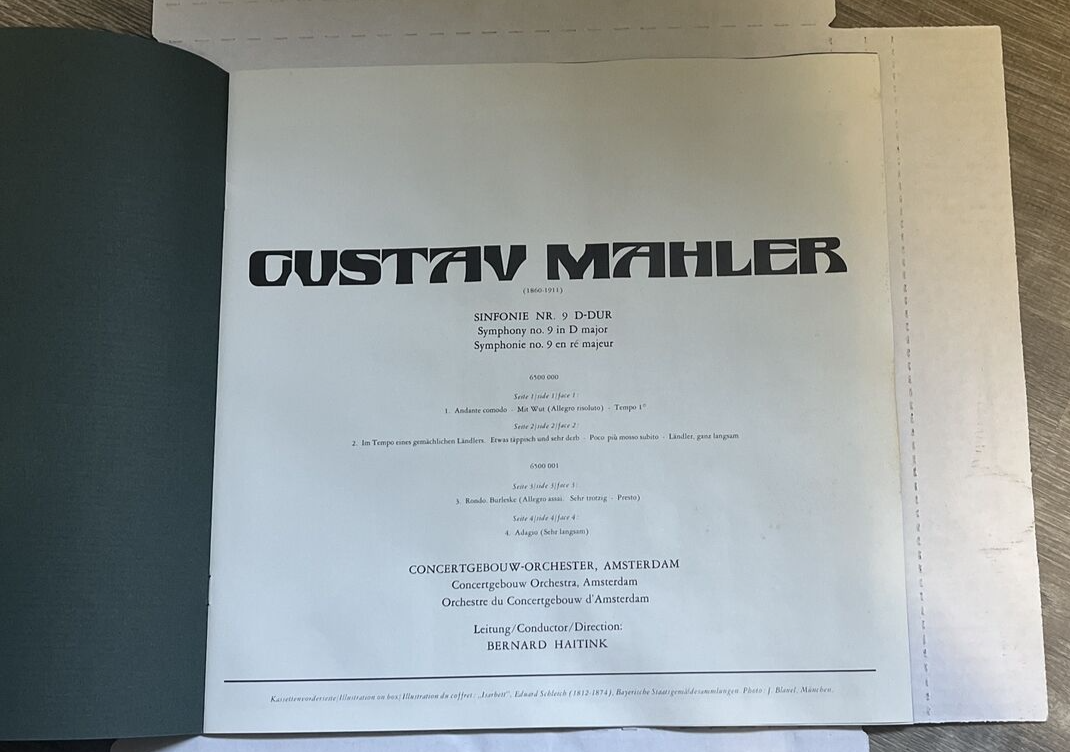 GUSTAV MAHLER
(1860-1911)
SINFONIE NR. 9 D-DUR
Symphony no. 9 in D major
Symphonie no. 9 en ré majeur
6500 000
Seite 1/side 1/face 1:
1. Andante comodo - Mit Wut (Allegro risoluto) - Tempo 1°
Seite 2/side 2/face 2:
2. Im Tempo eines gemächlichen Ländlers. Etwas täppisch und sehr derb - Poco più mosso subito - Ländler, ganz langsam
6500 001
Seite 3/side 3/face 3:
3. Rondo. Burleske (Allegro assai. Sehr trotzig - Presto)
Seite 4/side 4/face 4:
4. Adagio (Sehr langsam)
CONCERTGEBOUW-ORCHESTER, AMSTERDAM
Concertgebouw Orchestra, Amsterdam
Orchestre du Concertgebouw d'Amsterdam
Leitung/Conductor/Direction:
BERNARD HAITINK
Kassettenvorderseite/Illustration on box/Illustration du coffret: „Isarbett", Eduard Schleich (1812-1874), Bayerische Staatsgemäldesammlungen. Photo: J. Blauel, München.